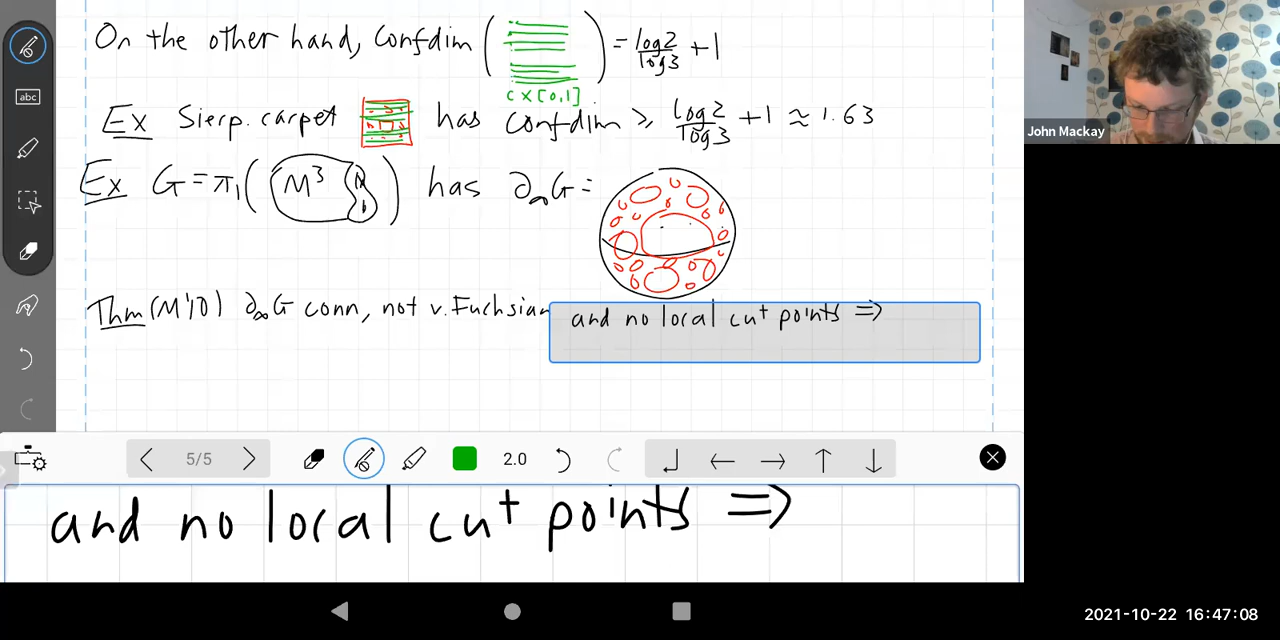 On the other hand, Confdim ( ) = log2/log3 + 1
C × [0,1]
Ex Sierp. carpet has confdim ≥ log2/log3 + 1 ≈ 1.63
Ex G = π₁( M³ ) has ∂∞G =
Thm (M '10) ∂∞G conn, not v. Fuchsian and no local cut points ⇒
abc
John Mackay
5/5
2.0
and no local cut points ⇒
2021-10-22 16:47:08